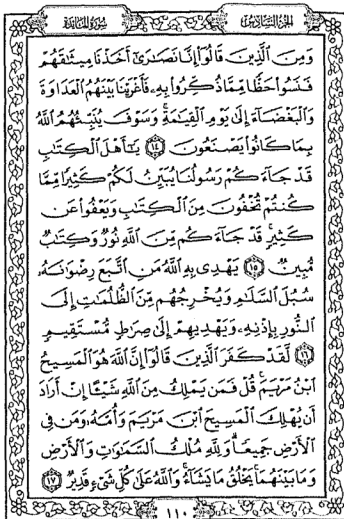 الجزء السادس
سورة المائدة
وَمِنَ ٱلَّذِينَ قَالُوٓا۟ إِنَّا نَصَٰرَىٰٓ أَخَذْنَا مِيثَٰقَهُمْ
فَنَسُوا۟ حَظًّا مِّمَّا ذُكِّرُوا۟ بِهِۦ فَأَغْرَيْنَا بَيْنَهُمُ ٱلْعَدَاوَةَ
وَٱلْبَغْضَآءَ إِلَىٰ يَوْمِ ٱلْقِيَٰمَةِ ۚ وَسَوْفَ يُنَبِّئُهُمُ ٱللَّهُ
بِمَا كَانُوا۟ يَصْنَعُونَ ١٤ يَٰٓأَهْلَ ٱلْكِتَٰبِ
قَدْ جَآءَكُمْ رَسُولُنَا يُبَيِّنُ لَكُمْ كَثِيرًا مِّمَّا
كُنتُمْ تُخْفُونَ مِنَ ٱلْكِتَٰبِ وَيَعْفُوا۟ عَن
كَثِيرٍ ۚ قَدْ جَآءَكُم مِّنَ ٱللَّهِ نُورٌ وَكِتَٰبٌ
مُّبِينٌ ١٥ يَهْدِى بِهِ ٱللَّهُ مَنِ ٱتَّبَعَ رِضْوَٰنَهُۥ
سُبُلَ ٱلسَّلَٰمِ وَيُخْرِجُهُم مِّنَ ٱلظُّلُمَٰتِ إِلَى
ٱلنُّورِ بِإِذْنِهِۦ وَيَهْدِيهِمْ إِلَىٰ صِرَٰطٍ مُّسْتَقِيمٍ
١٦ لَّقَدْ كَفَرَ ٱلَّذِينَ قَالُوٓا۟ إِنَّ ٱللَّهَ هُوَ ٱلْمَسِيحُ
ٱبْنُ مَرْيَمَ ۚ قُلْ فَمَن يَمْلِكُ مِنَ ٱللَّهِ شَيْـًٔا إِنْ أَرَادَ
أَن يُهْلِكَ ٱلْمَسِيحَ ٱبْنَ مَرْيَمَ وَأُمَّهُۥ وَمَن فِى
ٱلْأَرْضِ جَمِيعًا ۗ وَلِلَّهِ مُلْكُ ٱلسَّمَٰوَٰتِ وَٱلْأَرْضِ
وَمَا بَيْنَهُمَا ۚ يَخْلُقُ مَا يَشَآءُ ۚ وَٱللَّهُ عَلَىٰ كُلِّ شَىْءٍ قَدِيرٌ ١٧
١١٠